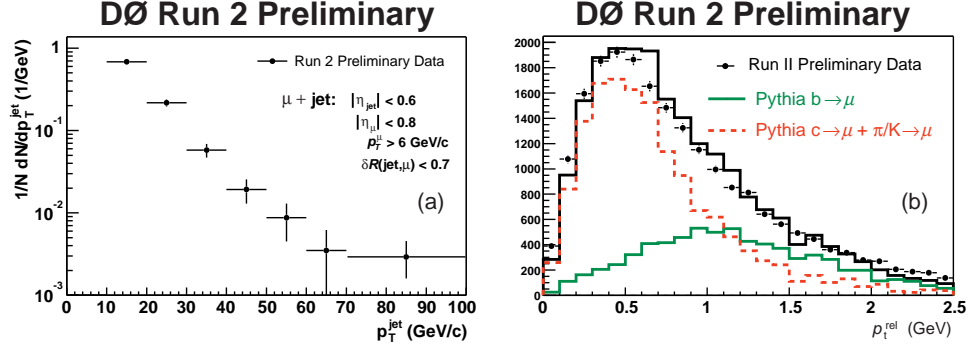 DØ Run 2 Preliminary
1/N dN/dp_T^jet (1/GeV)
1
10^-1
10^-2
10^-3
Run 2 Preliminary Data
μ + jet: |η_jet| < 0.6
|η_μ| < 0.8
p_T^μ > 6 GeV/c
δR(jet,μ) < 0.7
(a)
0 10 20 30 40 50 60 70 80 90 100
p_T^jet (GeV/c)
DØ Run 2 Preliminary
2000
1800
1600
1400
1200
1000
800
600
400
200
0
Run II Preliminary Data
Pythia b→μ
Pythia c→μ + π/K→μ
(b)
0 0.5 1 1.5 2 2.5
p_t^rel (GeV)